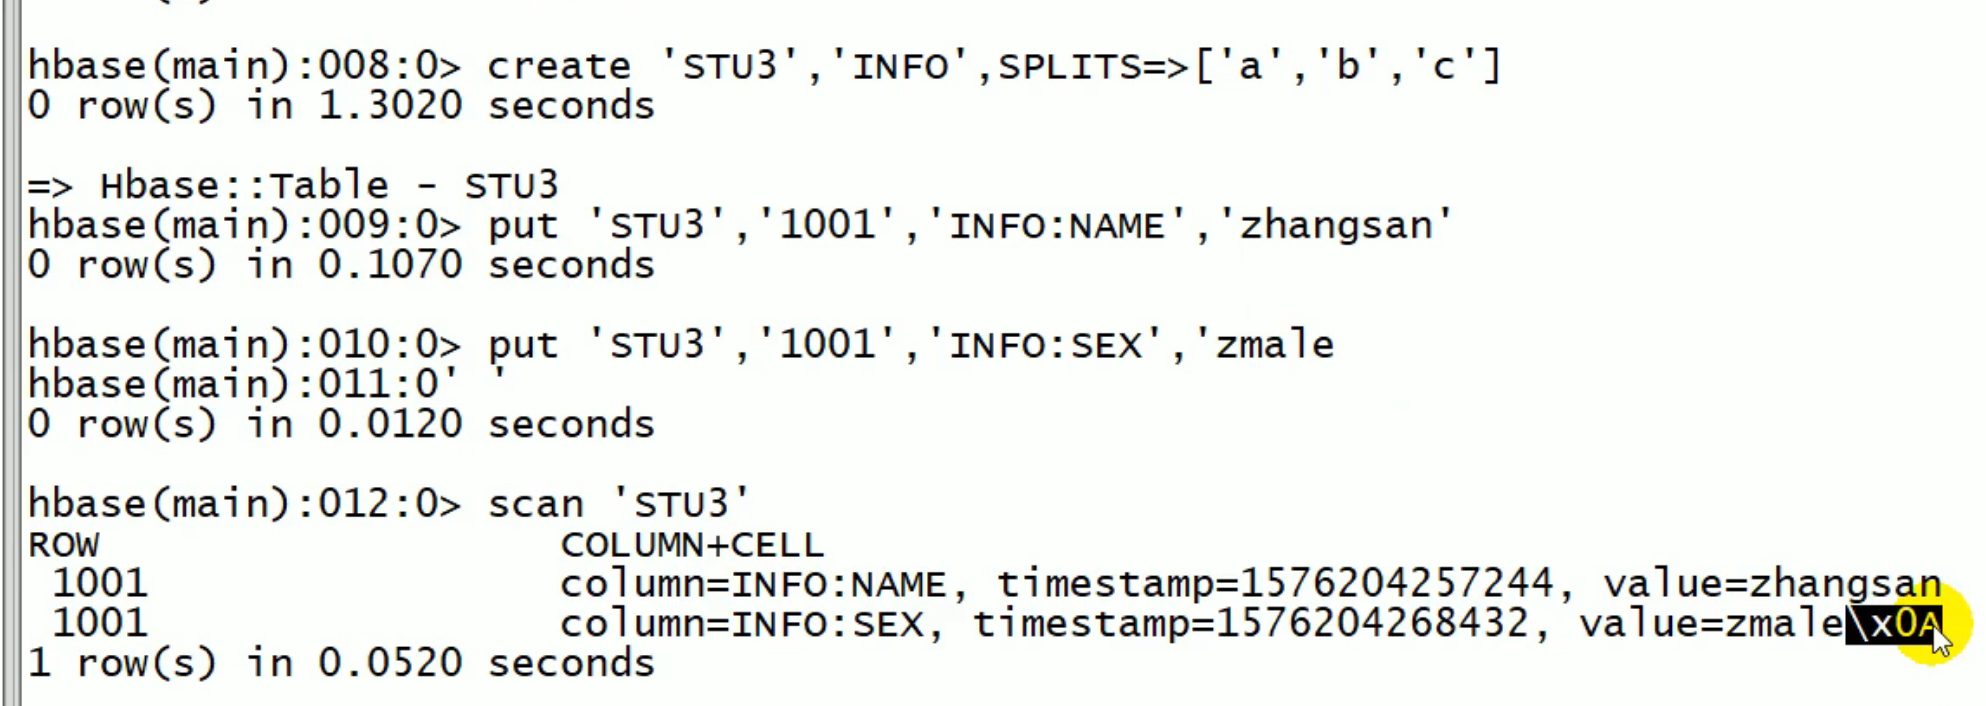 hbase(main):008:0> create 'STU3','INFO',SPLITS=>['a','b','c']
0 row(s) in 1.3020 seconds
=> Hbase::Table - STU3
hbase(main):009:0> put 'STU3','1001','INFO:NAME','zhangsan'
0 row(s) in 0.1070 seconds
hbase(main):010:0> put 'STU3','1001','INFO:SEX','zmale
hbase(main):011:0' '
0 row(s) in 0.0120 seconds
hbase(main):012:0> scan 'STU3'
ROW COLUMN+CELL
1001 column=INFO:NAME, timestamp=1576204257244, value=zhangsan
1001 column=INFO:SEX, timestamp=1576204268432, value=zmale\x0A
1 row(s) in 0.0520 seconds